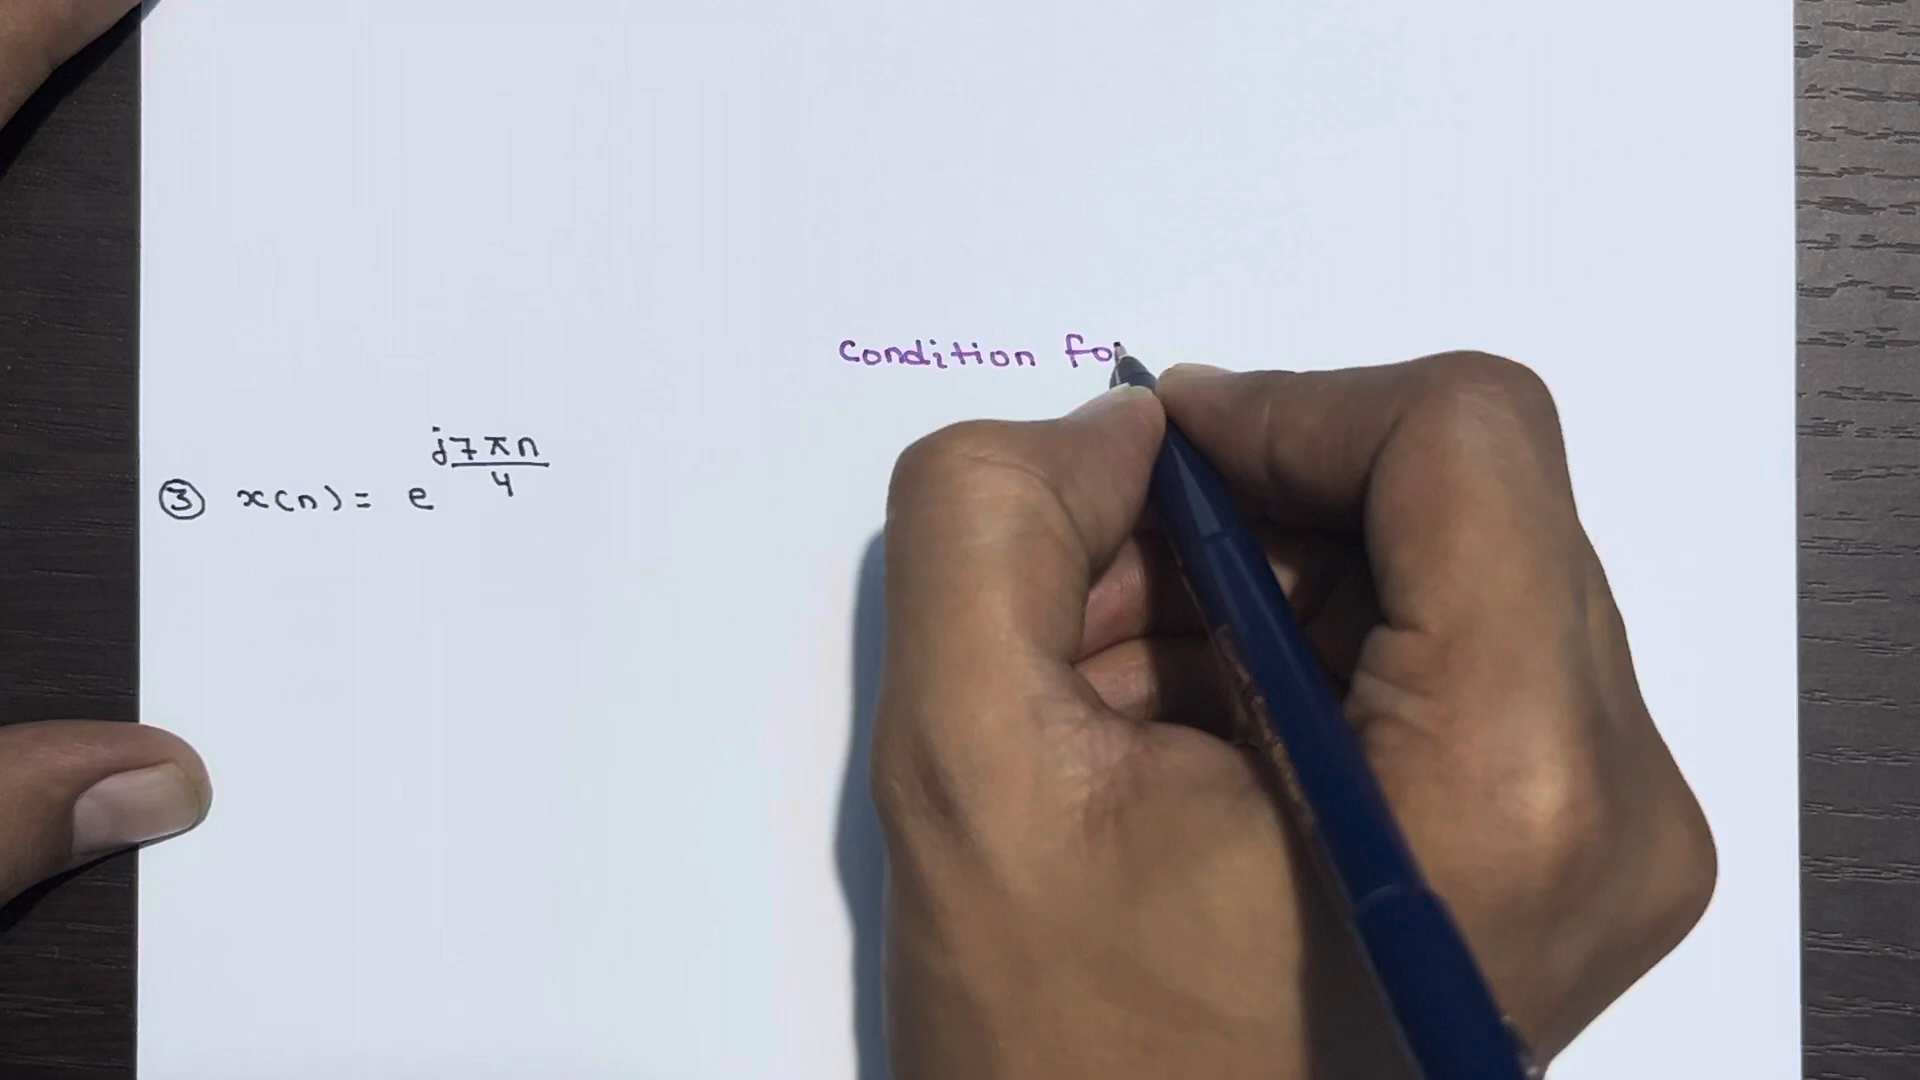 Condition fo
③ x(n) = e^(j7πn/4)